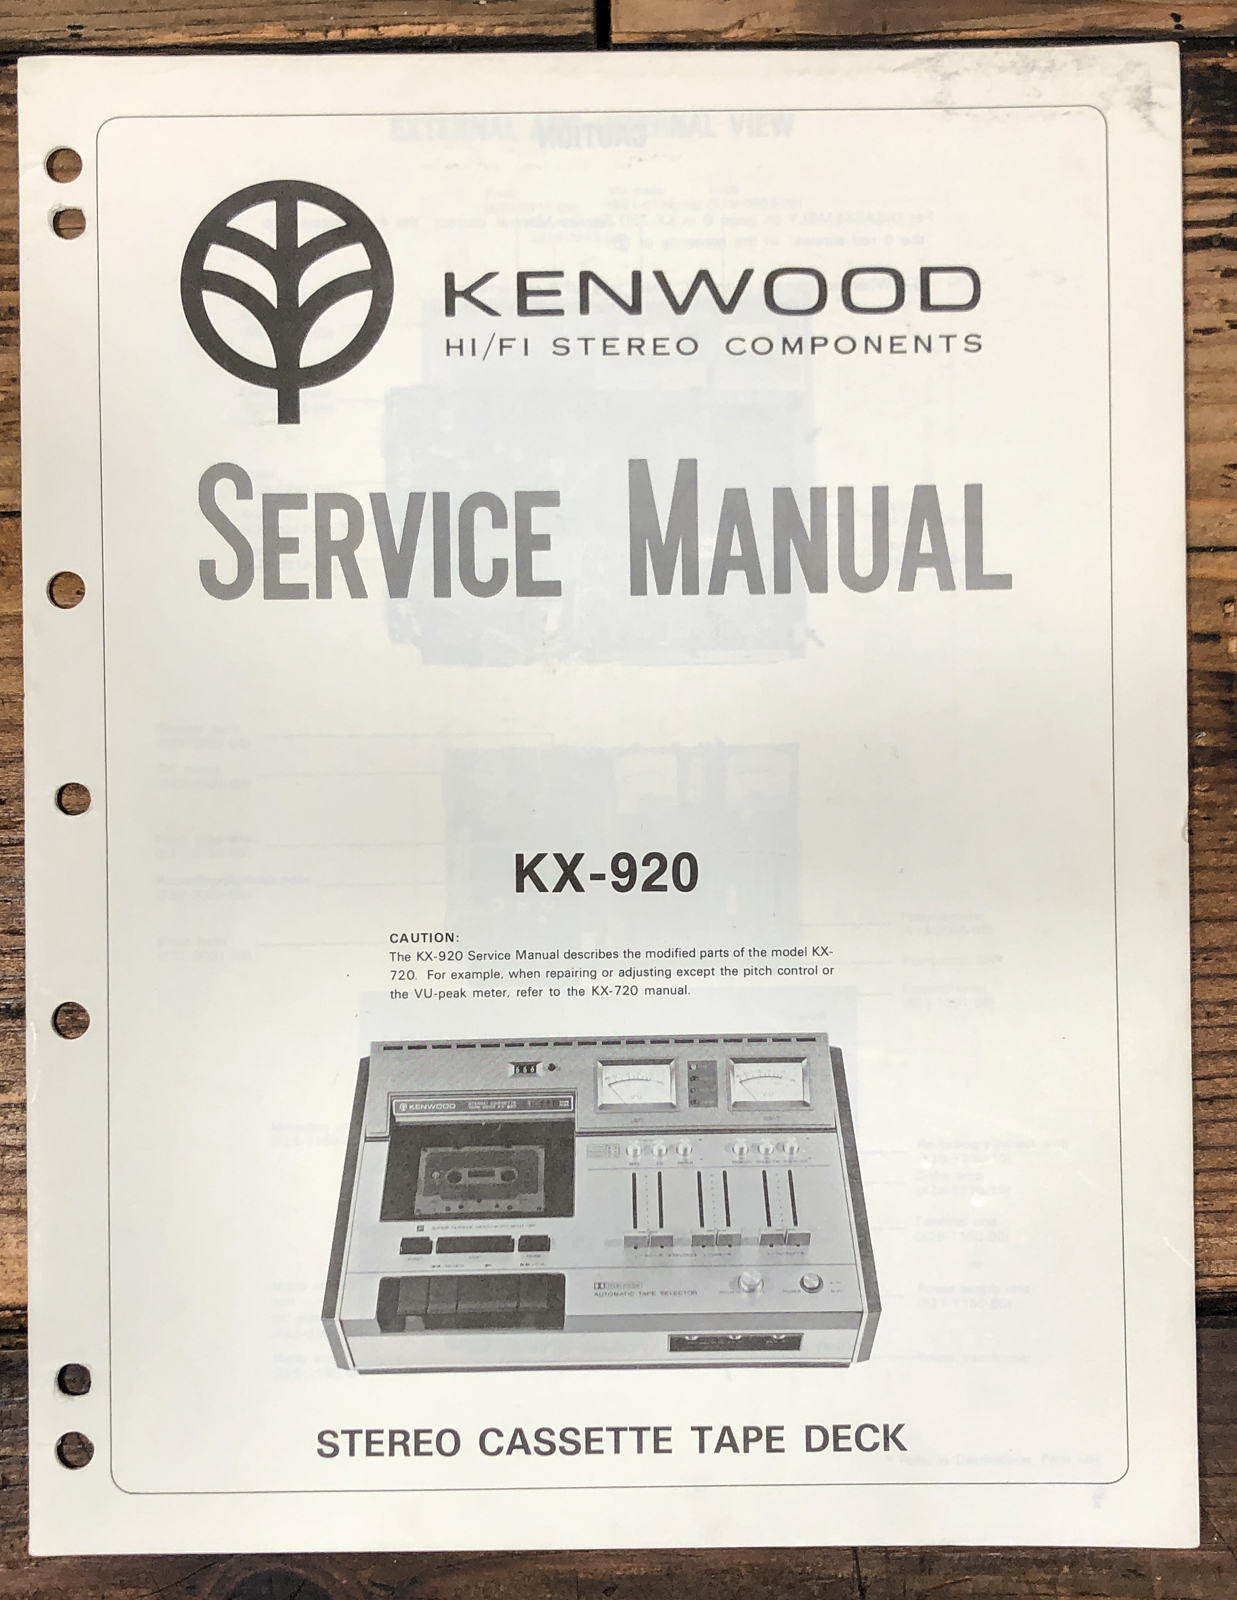 KENWOOD
HI/FI STEREO COMPONENTS
SERVICE MANUAL
KX-920
CAUTION:
The KX-920 Service Manual describes the modified parts of the model KX-
720. For example, when repairing or adjusting except the pitch control or
the VU-peak meter, refer to the KX-720 manual.
KENWOOD
STEREO CASSETTE
AUTOMATIC TAPE SELECTOR
STEREO CASSETTE TAPE DECK